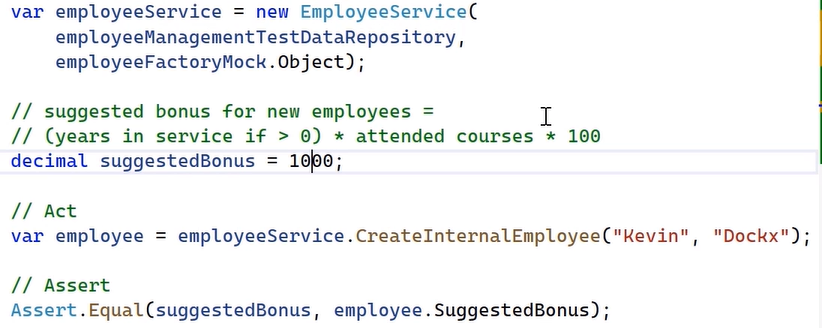 var employeeService = new EmployeeService(
    employeeManagementTestDataRepository,
    employeeFactoryMock.Object);
// suggested bonus for new employees =
// (years in service if > 0) * attended courses * 100
decimal suggestedBonus = 1000;
// Act
var employee = employeeService.CreateInternalEmployee("Kevin", "Dockx");
// Assert
Assert.Equal(suggestedBonus, employee.SuggestedBonus);